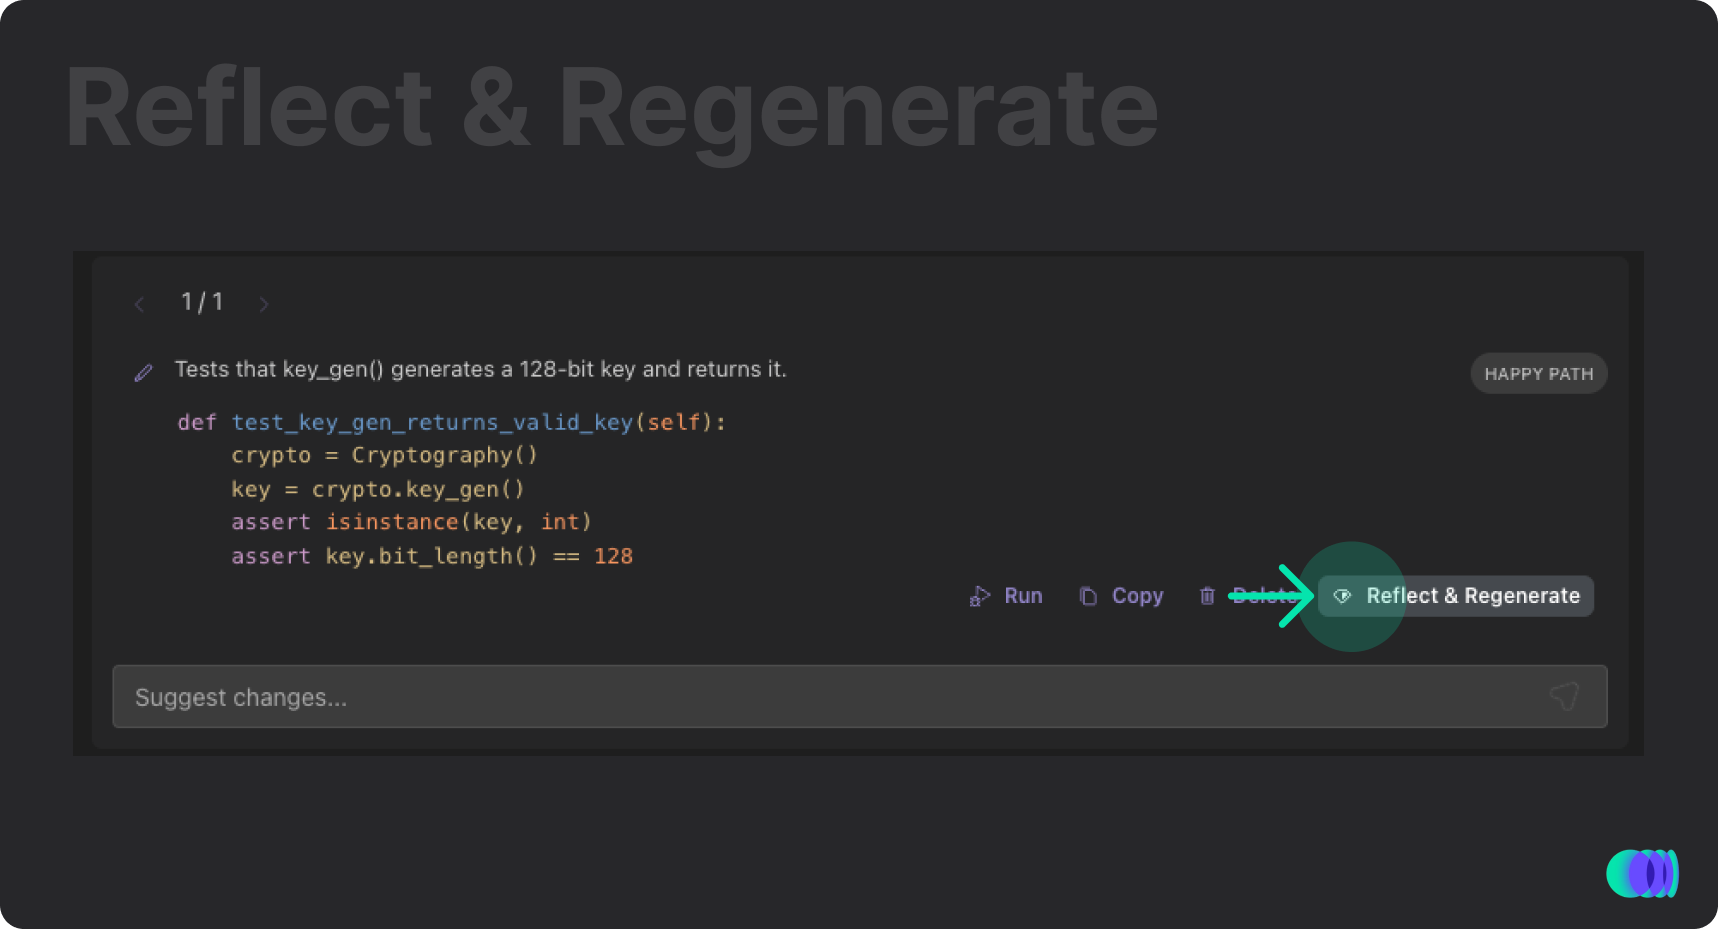 Reflect & Regenerate
1 / 1
Tests that key_gen() generates a 128-bit key and returns it.
HAPPY PATH
def test_key_gen_returns_valid_key(self):
    crypto = Cryptography()
    key = crypto.key_gen()
    assert isinstance(key, int)
    assert key.bit_length() == 128
Run Copy Delete Reflect & Regenerate
Suggest changes...